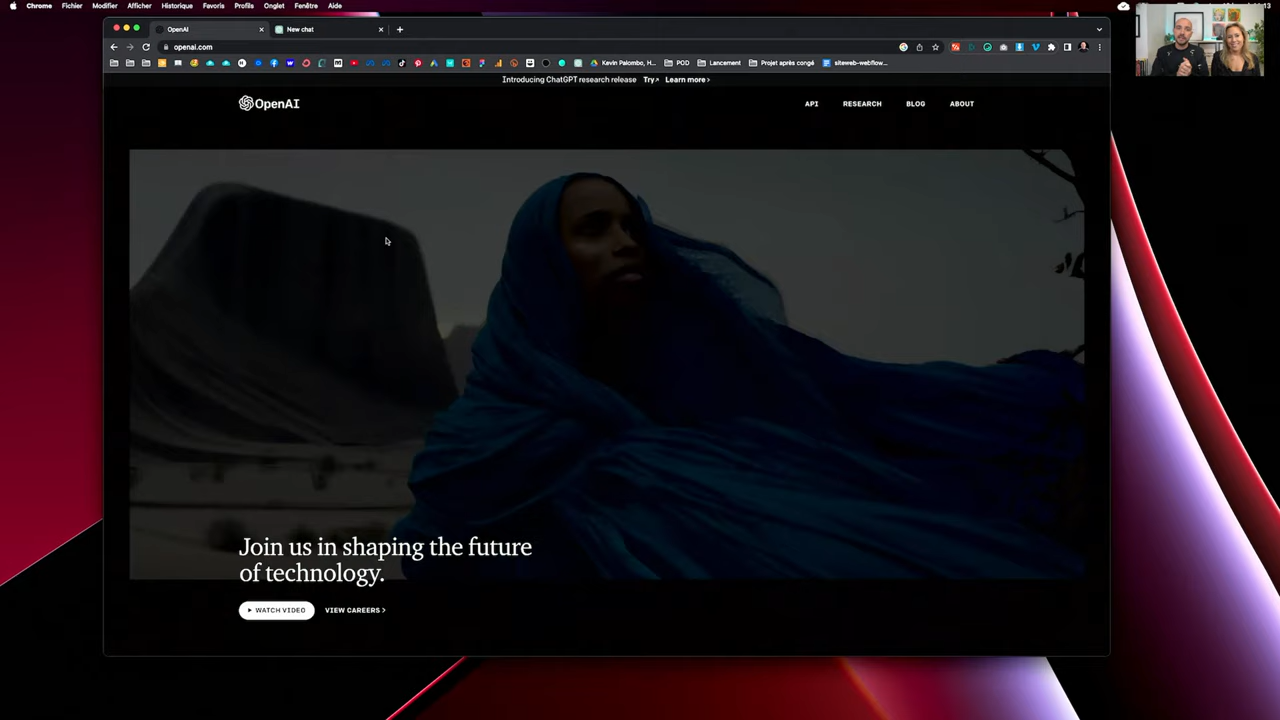 Chrome Fichier Modifier Afficher Historique Favoris Profils Onglet Fenêtre Aide
OpenAI
New chat
openai.com
Kevin Palombo, H...
POD
Lancement
Projet après congé
siteweb-webflow...
Introducing ChatGPT research release Try Learn more
OpenAI
API RESEARCH BLOG ABOUT
Join us in shaping the future
of technology.
WATCH VIDEO VIEW CAREERS